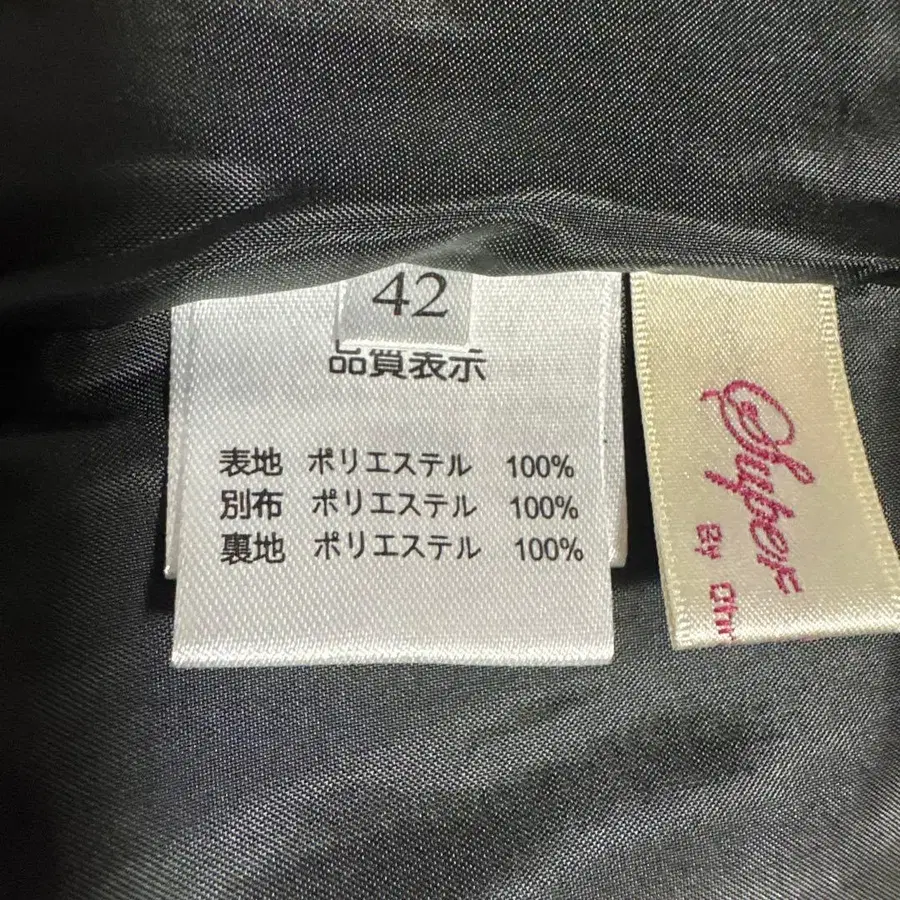 42
品質表示
表地 ポリエステル 100%
別布 ポリエステル 100%
裏地 ポリエステル 100%
By